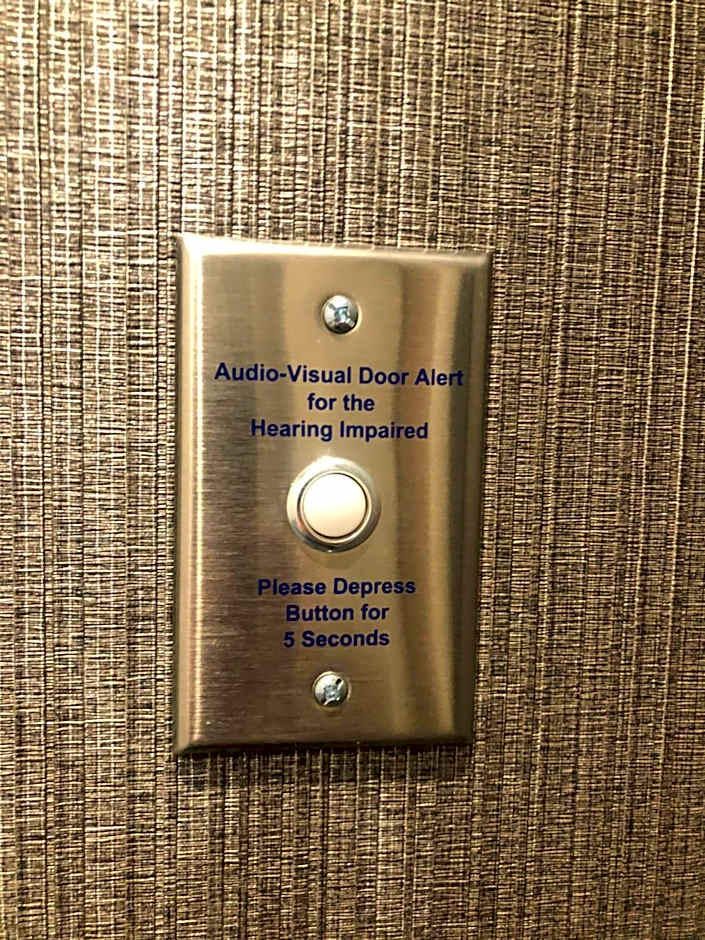 Audio-Visual Door Alert
for the
Hearing Impaired
Please Depress
Button for
5 Seconds